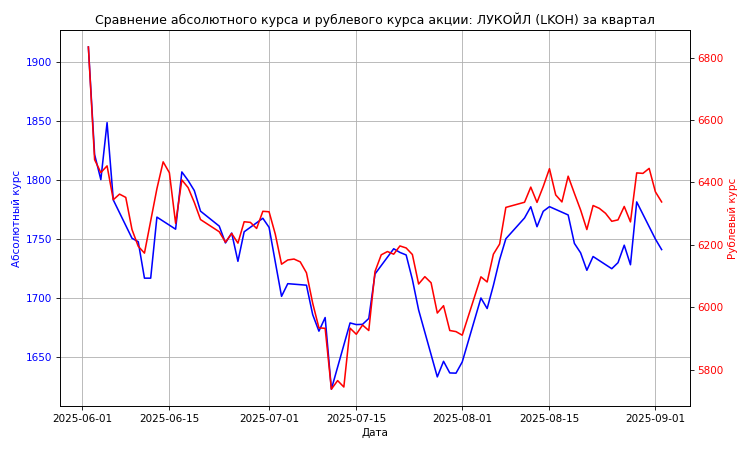 Сравнение абсолютного курса и рублевого курса акции: ЛУКОЙЛ (LKOH) за квартал
1900
1850
1800
1750
1700
1650
Абсолютный курс
6800
6600
6400
6200
6000
5800
Рублевый курс
2025-06-01 2025-06-15 2025-07-01 2025-07-15 2025-08-01 2025-08-15 2025-09-01
Дата